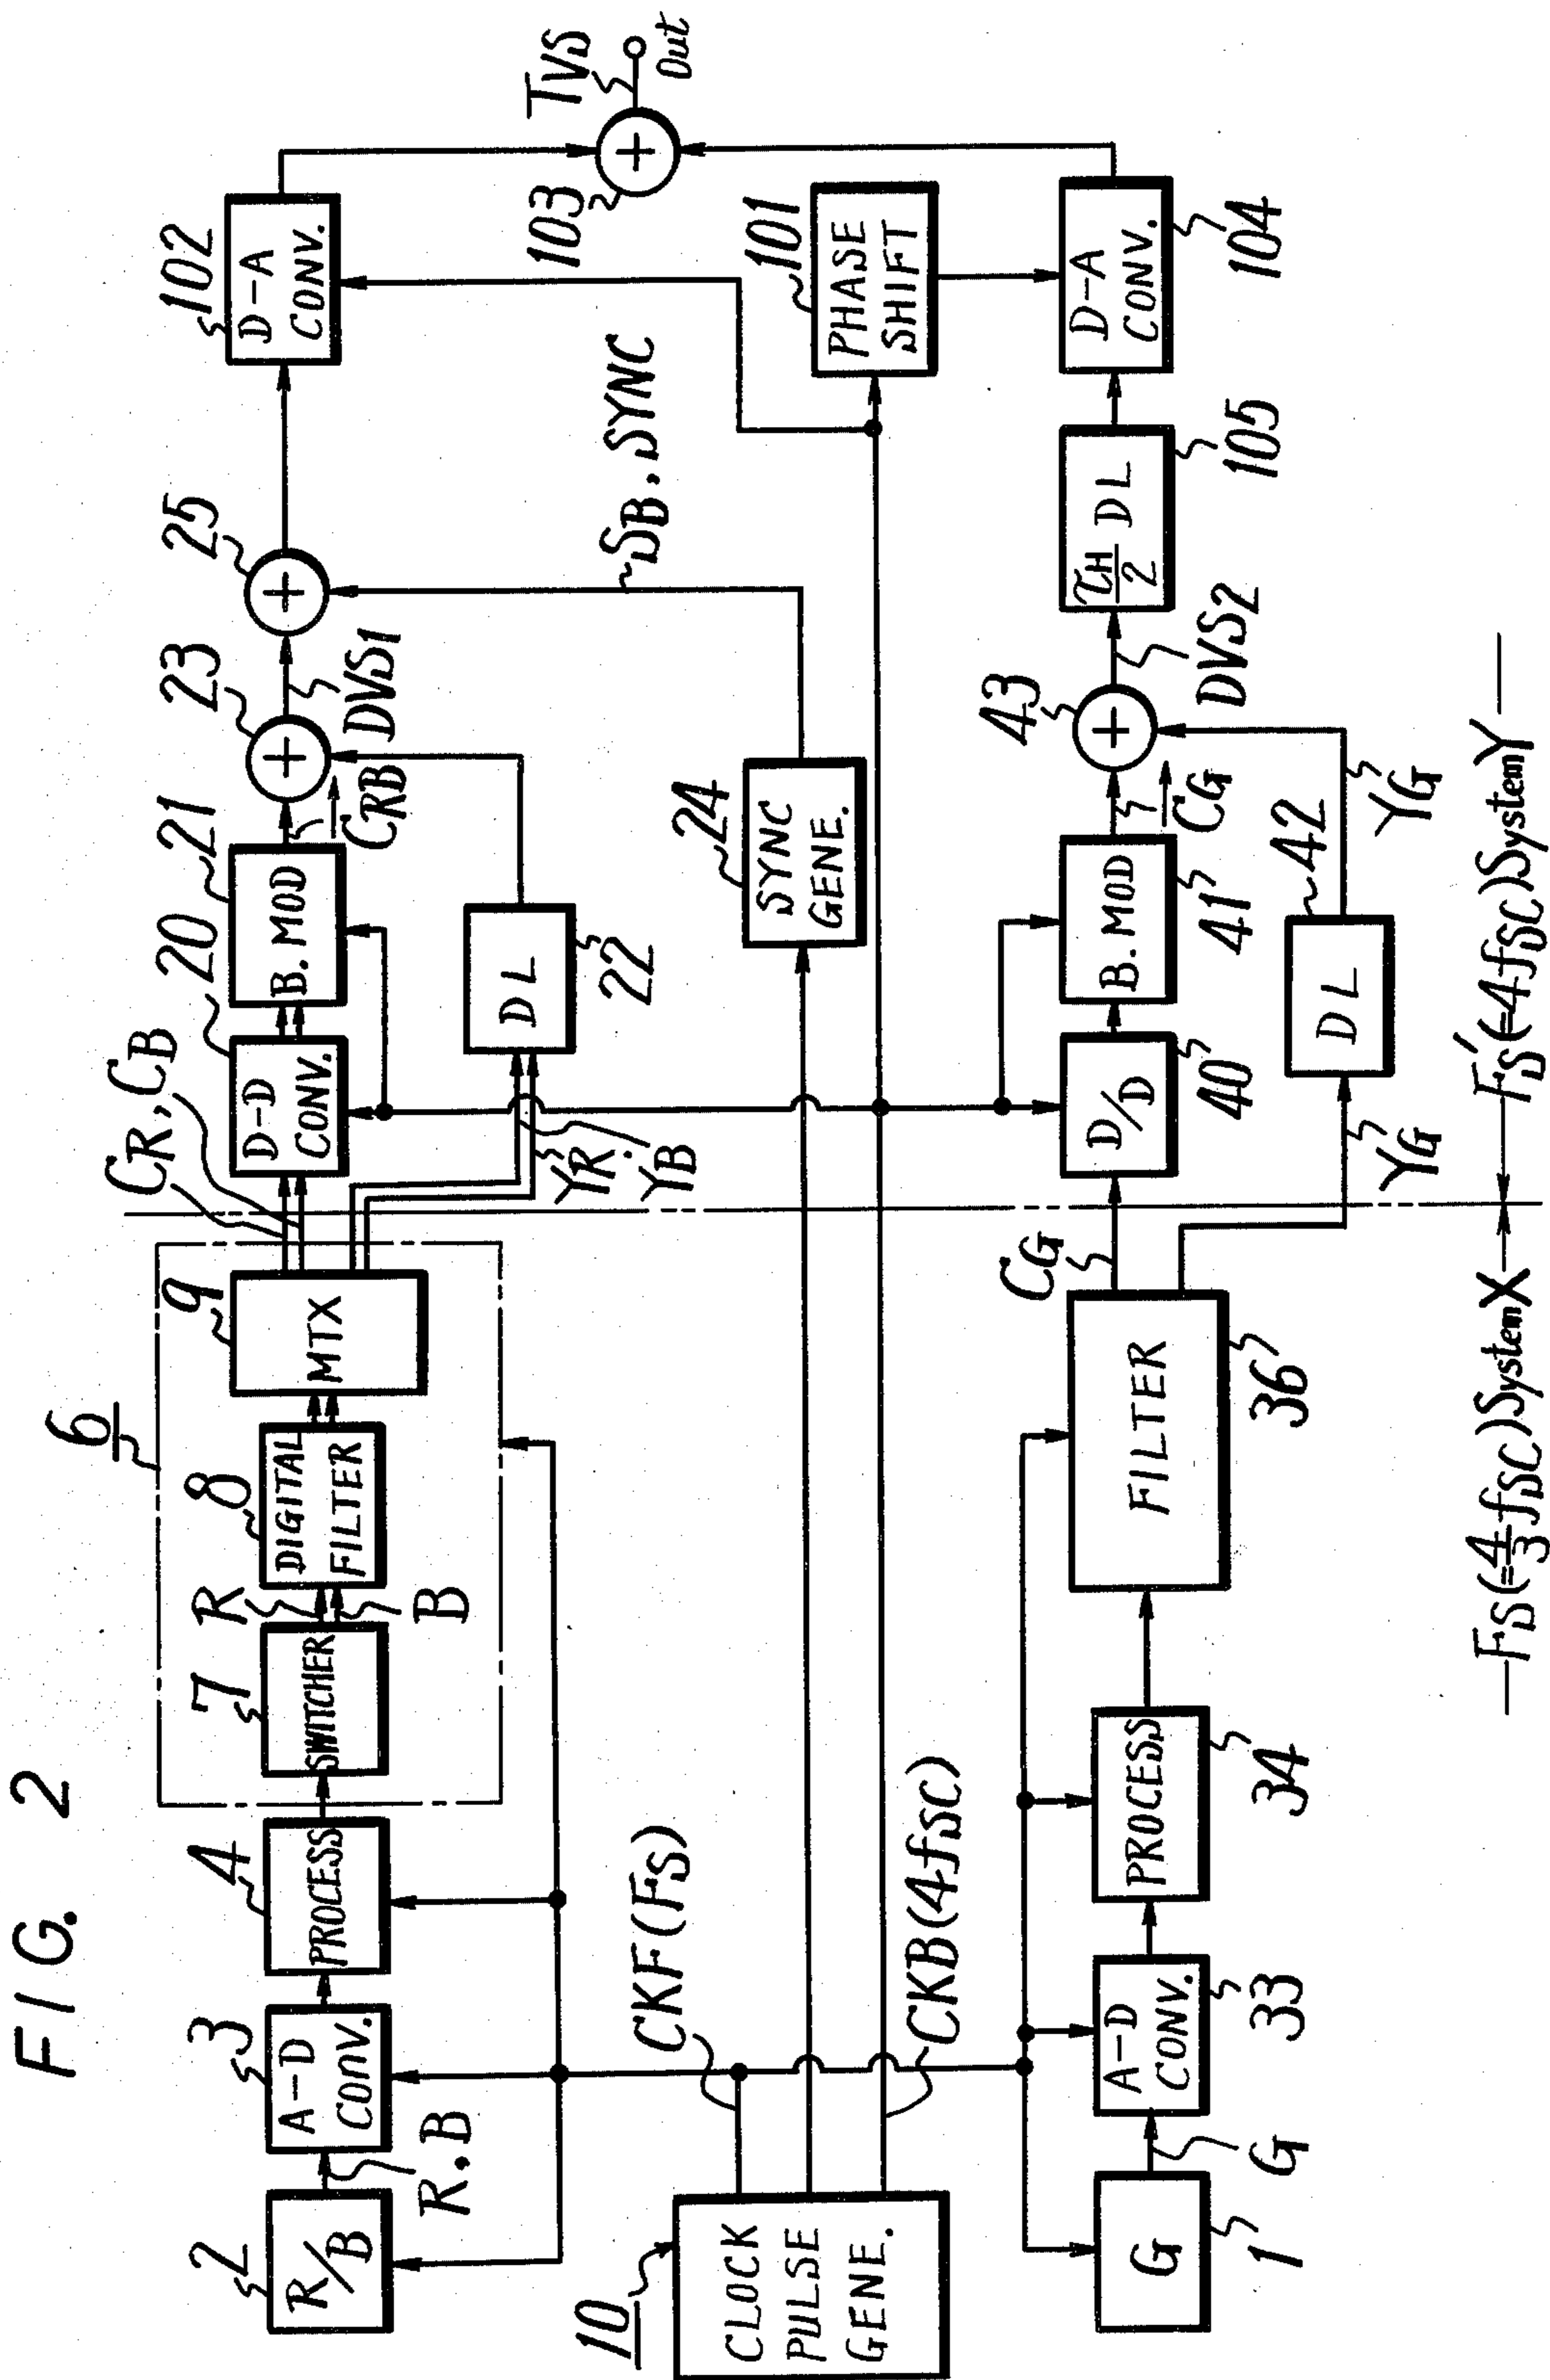 FIG. 2
2
R/B
R.B
3
A-D
CONV.
4
PROCESS
6
7
SWITCHER
R
B
8
DIGITAL
FILTER
9
MTX
CR, CB
20
D-D
CONV.
21
B. MOD
CRB
YR. YB
DL
22
23
DVS1
25
SB. SYNC
102
D-A
CONV.
103
TVS
Out
10
CLOCK
PULSE
GENE.
CKF (FS)
CKB (4fSC)
24
SYNC
GENE.
101
PHASE
SHIFT
G
1
G
A-D
CONV.
33
PROCESS
34
FILTER
36
CG
YG
D/D
40
B. MOD
41
CG
42
DL
YG
43
DVS2
τH/2 DL
105
D-A
CONV.
104
FS(=4/3 fSC) System X
FS'(=4fSC) System Y